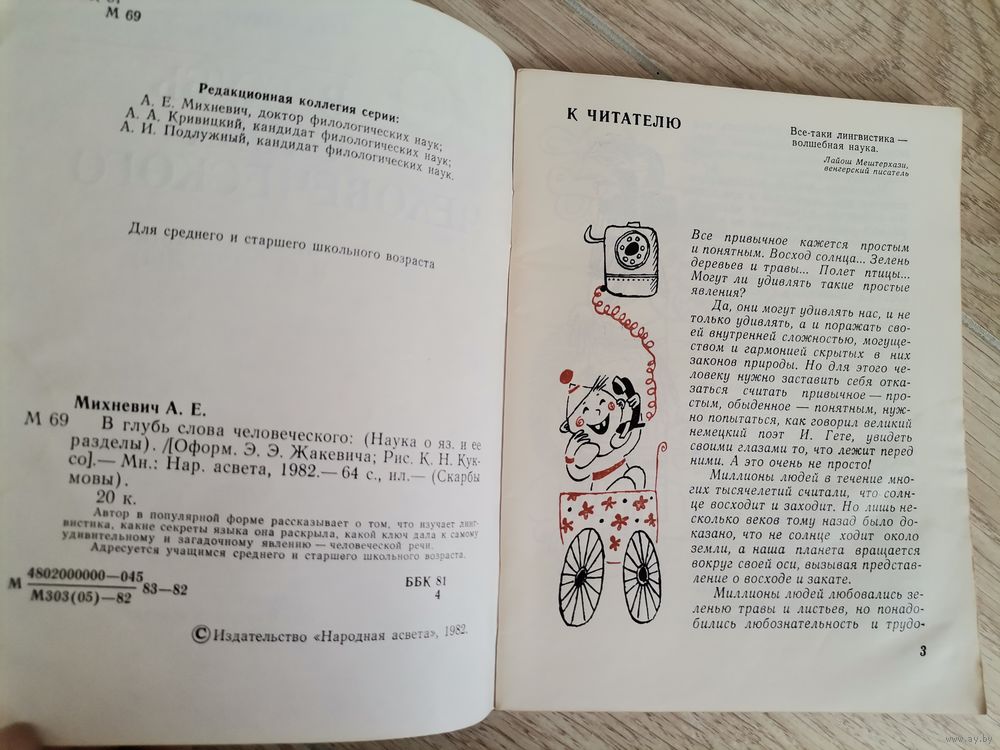 М 69
Редакционная коллегия серии:
А. Е. Михневич, доктор филологических наук;
А. А. Кривицкий, кандидат филологических наук;
А. И. Подлужный, кандидат филологических наук.
Для среднего и старшего школьного возраста
Михневич А. Е.
М 69 В глубь слова человеческого: (Наука о яз. и ее
разделы). /[Оформ. Э. Э. Жакевича; Рис. К. Н. Кук-
со].— Мн.: Нар. асвета, 1982.— 64 с., ил.— (Скарбы
мовы).
20 к.
Автор в популярной форме рассказывает о том, что изучает линг-
вистика, какие секреты языка она раскрыла, какой ключ дала к самому
удивительному и загадочному явлению — человеческой речи.
Адресуется учащимся среднего и старшего школьного возраста.
М 4802000000—045 83—82
М303(05)—82
ББК 81
4
© Издательство «Народная асвета», 1982.
К ЧИТАТЕЛЮ
Все-таки лингвистика —
волшебная наука.
Лайош Мештерхази,
венгерский писатель
Все привычное кажется простым
и понятным. Восход солнца... Зелень
деревьев и травы... Полет птицы...
Могут ли удивлять такие простые
явления?
Да, они могут удивлять нас, и не
только удивлять, а и поражать сво-
ей внутренней сложностью, могуще-
ством и гармонией скрытых в них
законов природы. Но для этого че-
ловеку нужно заставить себя отка-
заться считать привычное — про-
стым, обыденное — понятным, нуж-
но попытаться, как говорил великий
немецкий поэт И. Гете, увидеть
своими глазами то, что лежит перед
ними. А это очень не просто!
Миллионы людей в течение мно-
гих тысячелетий считали, что солн-
це восходит и заходит. Но лишь не-
сколько веков тому назад было до-
казано, что не солнце ходит около
земли, а наша планета вращается
вокруг своей оси, вызывая представ-
ление о восходе и закате.
Миллионы людей любовались зе-
ленью травы и листьев, но понадо-
бились любознательность и трудо-
3
www.ay.by